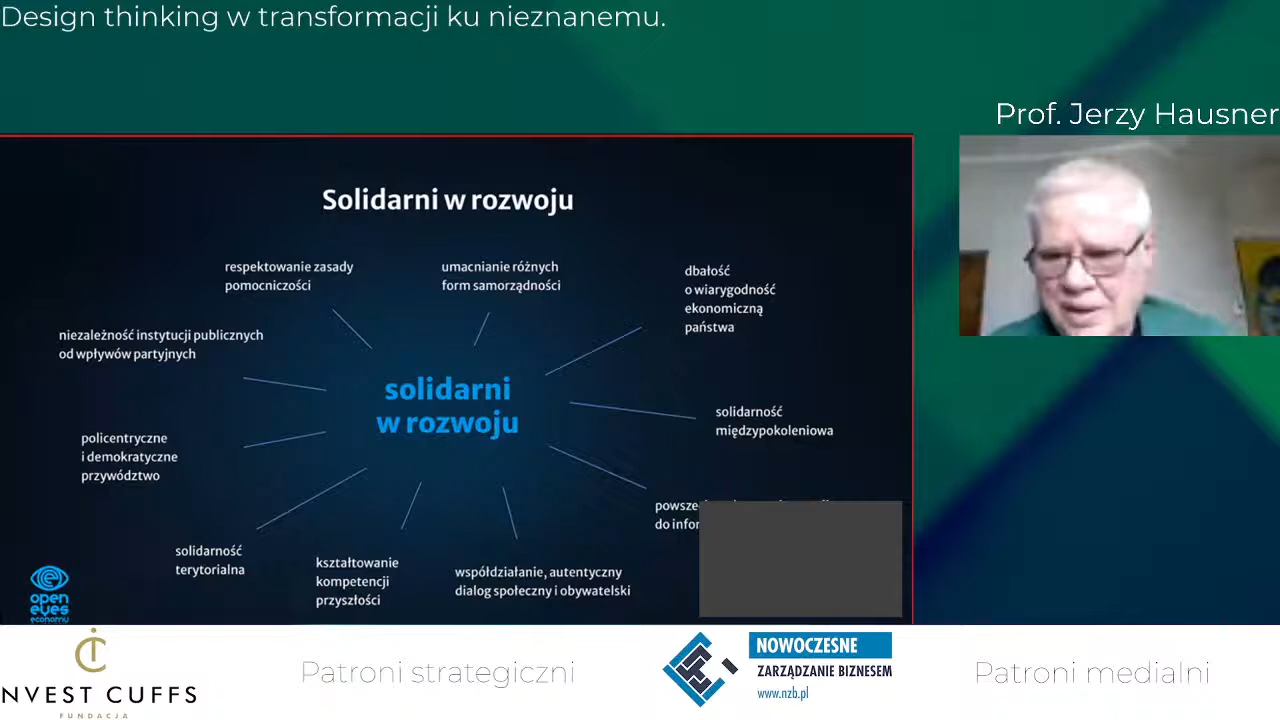 Design thinking w transformacji ku nieznanemu.
Prof. Jerzy Hausner
Solidarni w rozwoju
respektowanie zasady
pomocniczości
umacnianie różnych
form samorządności
dbałość
o wiarygodność
ekonomiczną
państwa
niezależność instytucji publicznych
od wpływów partyjnych
solidarni
w rozwoju
solidarność
międzypokoleniowa
policentryczne
i demokratyczne
przywództwo
do
solidarność
terytorialna
kształtowanie
kompetencji
przyszłości
współdziałanie, autentyczny
dialog społeczny i obywatelski
open
eyes
economy
NVEST CUFFS
FUNDACJA
Patroni strategiczni
NOWOCZESNE
ZARZĄDZANIE BIZNESEM
www.nzb.pl
Patroni medialni